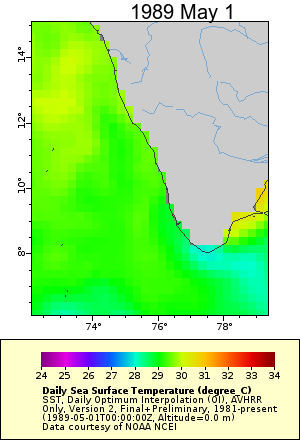 1989 May 1
14°
12°
10°
8°
74°
76°
78°
24 25 26 27 28 29 30 31 32 33 34
Daily Sea Surface Temperature (degree_C)
SST, Daily Optimum Interpolation (OI), AVHRR
Only, Version 2, Final+Preliminary, 1981-present
(1989-05-01T00:00:00Z, Altitude=0.0 m)
Data courtesy of NOAA NCEI